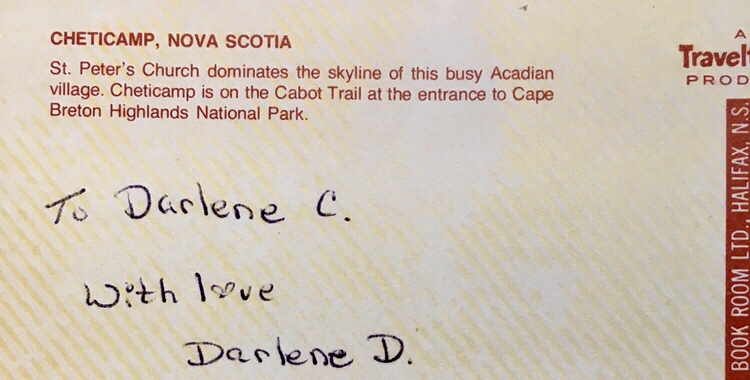 CHETICAMP, NOVA SCOTIA
St. Peter's Church dominates the skyline of this busy Acadian
village. Cheticamp is on the Cabot Trail at the entrance to Cape
Breton Highlands National Park.
A
Travelt
PROD
BOOK ROOM LTD., HALIFAX, N.S.
To Darlene C.
With love
Darlene D.